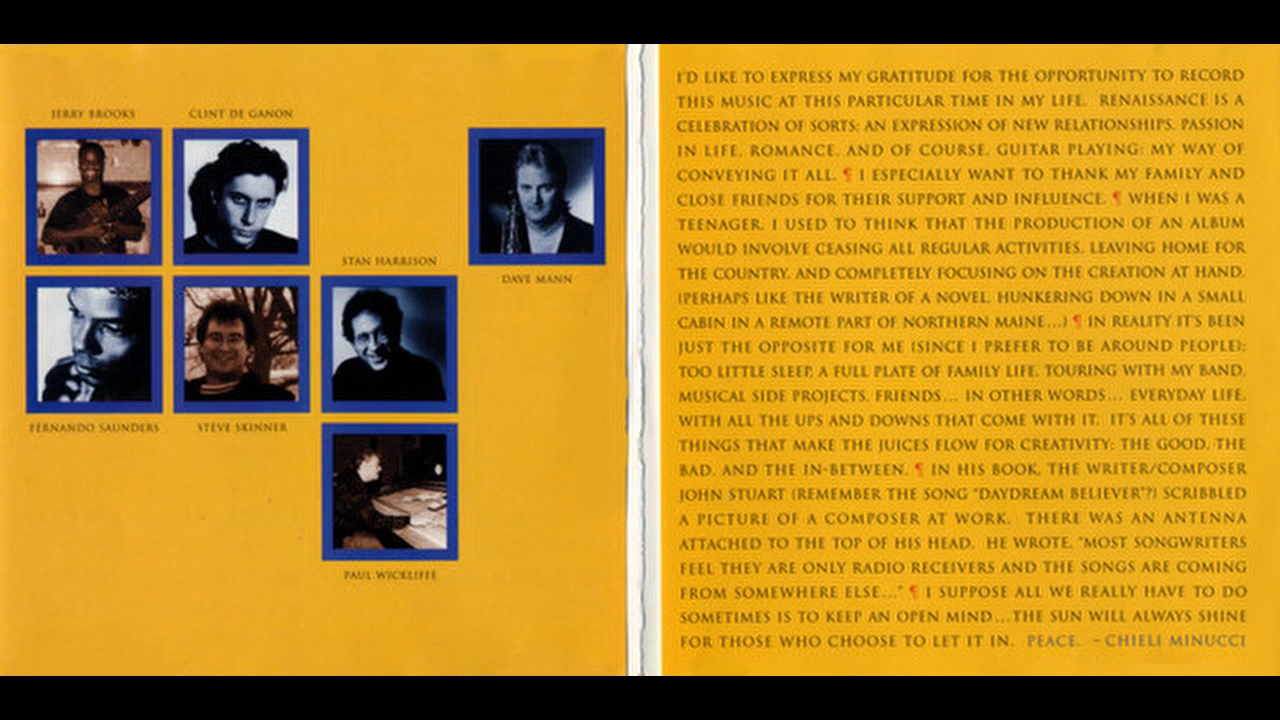 JERRY BROOKS
CLINT DE GANON
STAN HARRISON
DAVE MANN
FERNANDO SAUNDERS
STEVE SKINNER
PAUL WICKLIFFE
I'D LIKE TO EXPRESS MY GRATITUDE FOR THE OPPORTUNITY TO RECORD
THIS MUSIC AT THIS PARTICULAR TIME IN MY LIFE. RENAISSANCE IS A
CELEBRATION OF SORTS; AN EXPRESSION OF NEW RELATIONSHIPS, PASSION
IN LIFE, ROMANCE, AND OF COURSE, GUITAR PLAYING; MY WAY OF
CONVEYING IT ALL. ¶ I ESPECIALLY WANT TO THANK MY FAMILY AND
CLOSE FRIENDS FOR THEIR SUPPORT AND INFLUENCE. ¶ WHEN I WAS A
TEENAGER, I USED TO THINK THAT THE PRODUCTION OF AN ALBUM
WOULD INVOLVE CEASING ALL REGULAR ACTIVITIES, LEAVING HOME FOR
THE COUNTRY, AND COMPLETELY FOCUSING ON THE CREATION AT HAND,
(PERHAPS LIKE THE WRITER OF A NOVEL, HUNKERING DOWN IN A SMALL
CABIN IN A REMOTE PART OF NORTHERN MAINE...) ¶ IN REALITY IT'S BEEN
JUST THE OPPOSITE FOR ME (SINCE I PREFER TO BE AROUND PEOPLE);
TOO LITTLE SLEEP, A FULL PLATE OF FAMILY LIFE, TOURING WITH MY BAND,
MUSICAL SIDE PROJECTS, FRIENDS... IN OTHER WORDS... EVERYDAY LIFE,
WITH ALL THE UPS AND DOWNS THAT COME WITH IT. IT'S ALL OF THESE
THINGS THAT MAKE THE JUICES FLOW FOR CREATIVITY; THE GOOD, THE
BAD, AND THE IN-BETWEEN. ¶ IN HIS BOOK, THE WRITER/COMPOSER
JOHN STUART (REMEMBER THE SONG "DAYDREAM BELIEVER"?) SCRIBBLED
A PICTURE OF A COMPOSER AT WORK. THERE WAS AN ANTENNA
ATTACHED TO THE TOP OF HIS HEAD. HE WROTE, "MOST SONGWRITERS
FEEL THEY ARE ONLY RADIO RECEIVERS AND THE SONGS ARE COMING
FROM SOMEWHERE ELSE..." ¶ I SUPPOSE ALL WE REALLY HAVE TO DO
SOMETIMES IS TO KEEP AN OPEN MIND...THE SUN WILL ALWAYS SHINE
FOR THOSE WHO CHOOSE TO LET IT IN. PEACE. – CHIELI MINUCCI